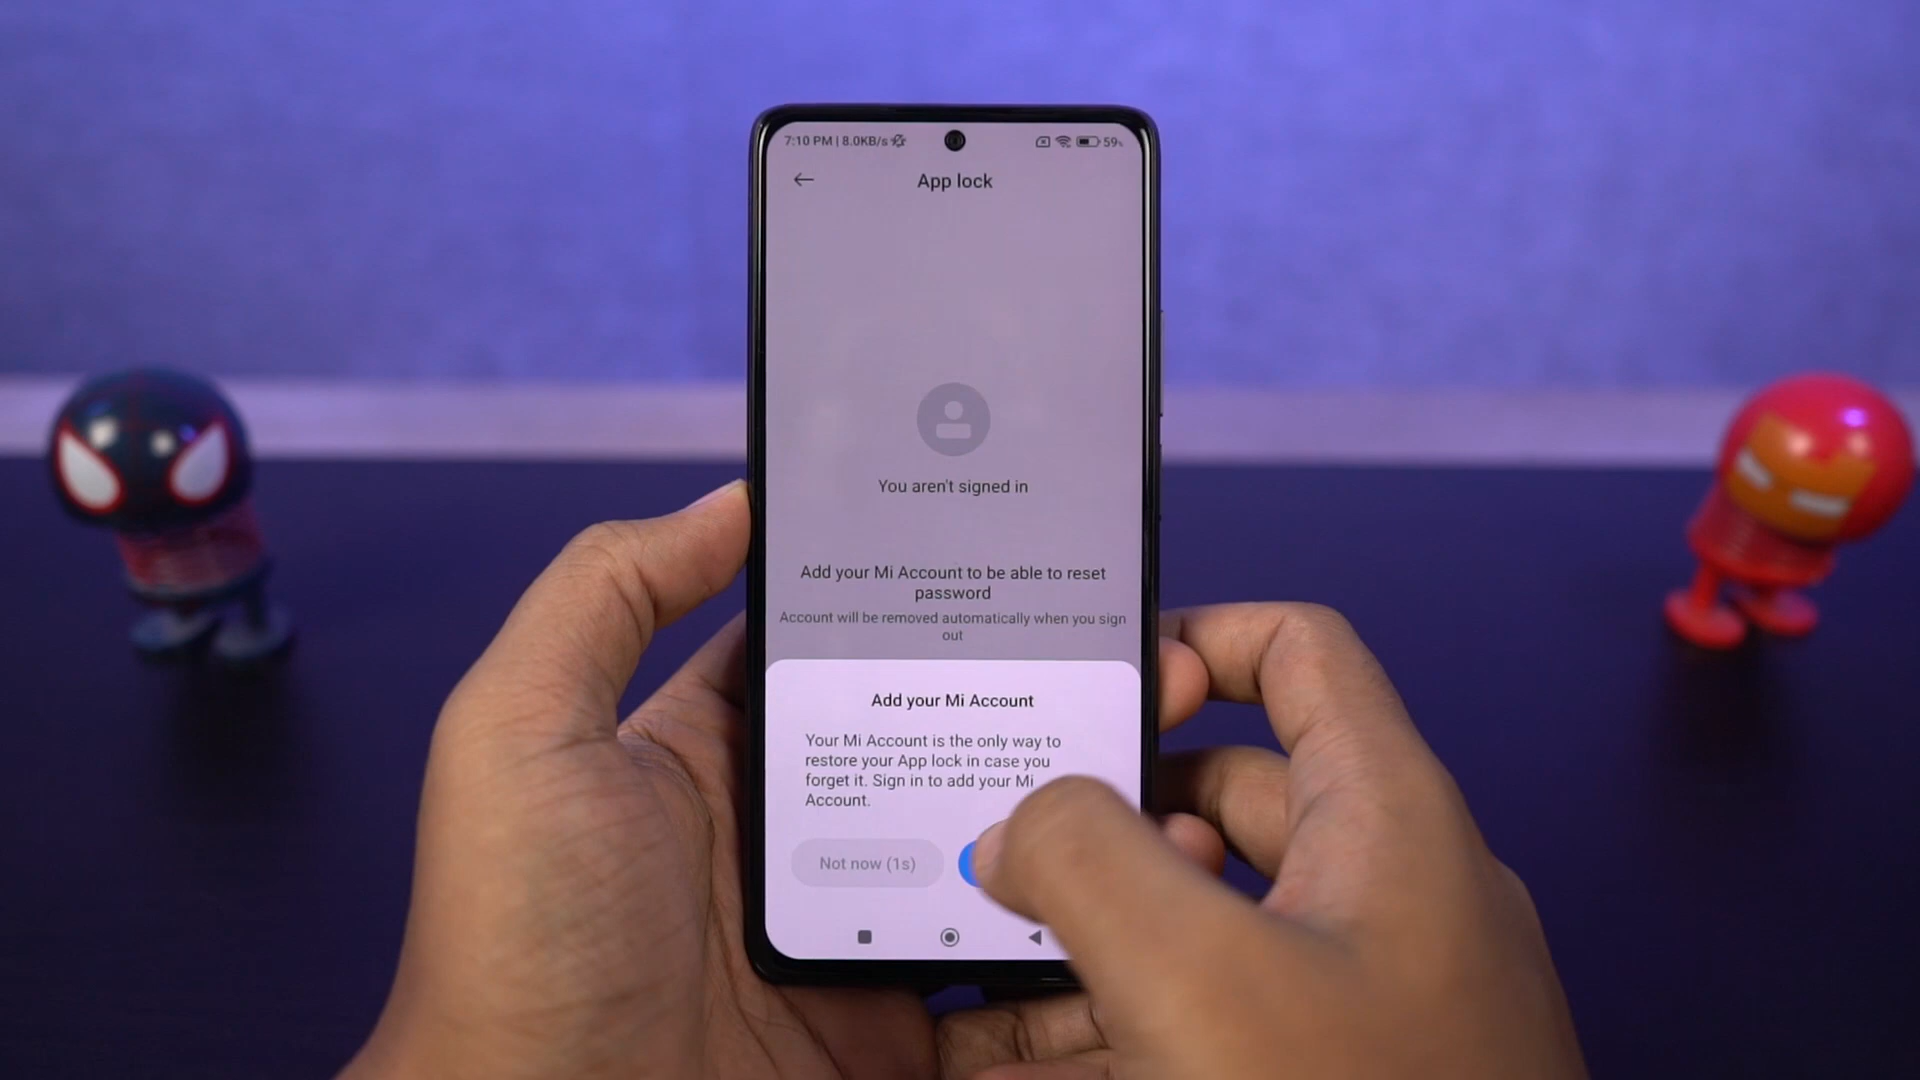 7:10 PM | 8.0KB/s
59%
App lock
You aren't signed in
Add your Mi Account to be able to reset
password
Account will be removed automatically when you sign
out
Add your Mi Account
Your Mi Account is the only way to
restore your App lock in case you
forget it. Sign in to add your Mi
Account.
Not now (1s)